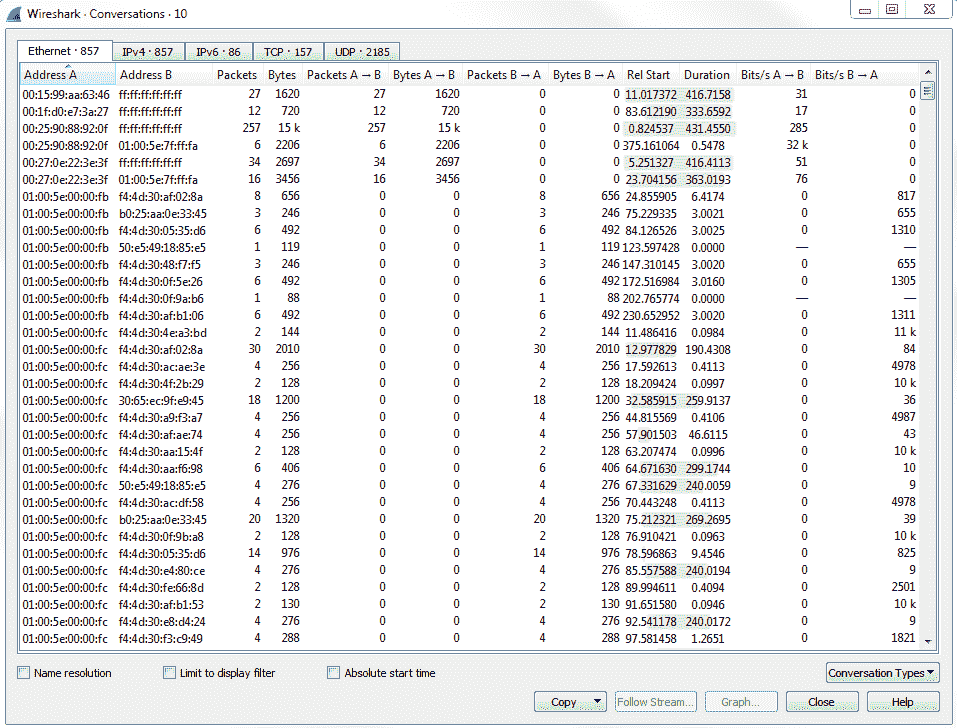 Wireshark · Conversations · 10
Ethernet · 857 IPv4 · 857 IPv6 · 86 TCP · 157 UDP · 2185
Address A Address B Packets Bytes Packets A → B Bytes A → B Packets B → A Bytes B → A Rel Start Duration Bits/s A → B Bits/s B → A
00:15:99:aa:63:46 ff:ff:ff:ff:ff:ff 27 1620 27 1620 0 0 11.017372 416.7158 31 0
00:1f:d0:e7:3a:27 ff:ff:ff:ff:ff:ff 12 720 12 720 0 0 83.612190 333.6592 17 0
00:25:90:88:92:0f ff:ff:ff:ff:ff:ff 257 15 k 257 15 k 0 0 0.824537 431.4550 285 0
00:25:90:88:92:0f 01:00:5e:7f:ff:fa 6 2206 6 2206 0 0 375.161064 0.5478 32 k 0
00:27:0e:22:3e:3f ff:ff:ff:ff:ff:ff 34 2697 34 2697 0 0 5.251327 416.4113 51 0
00:27:0e:22:3e:3f 01:00:5e:7f:ff:fa 16 3456 16 3456 0 0 23.704156 363.0193 76 0
01:00:5e:00:00:fb f4:4d:30:af:02:8a 8 656 0 0 8 656 24.855905 6.4174 0 817
01:00:5e:00:00:fb b0:25:aa:0e:33:45 3 246 0 0 3 246 75.229335 3.0021 0 655
01:00:5e:00:00:fb f4:4d:30:05:35:d6 6 492 0 0 6 492 84.126526 3.0025 0 1310
01:00:5e:00:00:fb 50:e5:49:18:85:e5 1 119 0 0 1 119 123.597428 0.0000 — —
01:00:5e:00:00:fb f4:4d:30:48:f7:f5 3 246 0 0 3 246 147.310145 3.0020 0 655
01:00:5e:00:00:fb f4:4d:30:0f:5e:26 6 492 0 0 6 492 172.516984 3.0160 0 1305
01:00:5e:00:00:fb f4:4d:30:0f:9a:b6 1 88 0 0 1 88 202.765774 0.0000 — —
01:00:5e:00:00:fb f4:4d:30:af:b1:06 6 492 0 0 6 492 230.652952 3.0020 0 1311
01:00:5e:00:00:fc f4:4d:30:4e:a3:bd 2 144 0 0 2 144 11.486416 0.0984 0 11 k
01:00:5e:00:00:fc f4:4d:30:af:02:8a 30 2010 0 0 30 2010 12.977829 190.4308 0 84
01:00:5e:00:00:fc f4:4d:30:ac:ae:3e 4 256 0 0 4 256 17.592613 0.4113 0 4978
01:00:5e:00:00:fc f4:4d:30:4f:2b:29 2 128 0 0 2 128 18.209424 0.0997 0 10 k
01:00:5e:00:00:fc 30:65:ec:9f:e9:45 18 1200 0 0 18 1200 32.585915 259.9137 0 36
01:00:5e:00:00:fc f4:4d:30:a9:f3:a7 4 256 0 0 4 256 44.815569 0.4106 0 4987
01:00:5e:00:00:fc f4:4d:30:af:ae:74 4 256 0 0 4 256 57.901503 46.6115 0 43
01:00:5e:00:00:fc f4:4d:30:aa:15:4f 2 128 0 0 2 128 63.207474 0.0996 0 10 k
01:00:5e:00:00:fc f4:4d:30:aa:f6:98 6 406 0 0 6 406 64.671630 299.1744 0 10
01:00:5e:00:00:fc 50:e5:49:18:85:e5 4 276 0 0 4 276 67.331629 240.0059 0 9
01:00:5e:00:00:fc f4:4d:30:ac:df:58 4 256 0 0 4 256 70.443248 0.4113 0 4978
01:00:5e:00:00:fc b0:25:aa:0e:33:45 20 1320 0 0 20 1320 75.212321 269.2695 0 39
01:00:5e:00:00:fc f4:4d:30:0f:9b:a8 2 128 0 0 2 128 76.910421 0.0963 0 10 k
01:00:5e:00:00:fc f4:4d:30:05:35:d6 14 976 0 0 14 976 78.596863 9.4546 0 825
01:00:5e:00:00:fc f4:4d:30:e4:80:ce 4 276 0 0 4 276 85.557588 240.0194 0 9
01:00:5e:00:00:fc f4:4d:30:fe:66:8d 2 128 0 0 2 128 89.994611 0.4094 0 2501
01:00:5e:00:00:fc f4:4d:30:af:b1:53 2 130 0 0 2 130 91.651580 0.0946 0 10 k
01:00:5e:00:00:fc f4:4d:30:e8:d4:24 4 276 0 0 4 276 92.541178 240.0172 0 9
01:00:5e:00:00:fc f4:4d:30:f3:c9:49 4 288 0 0 4 288 97.581458 1.2651 0 1821
Name resolution Limit to display filter Absolute start time Conversation Types
Copy Follow Stream... Graph... Close Help